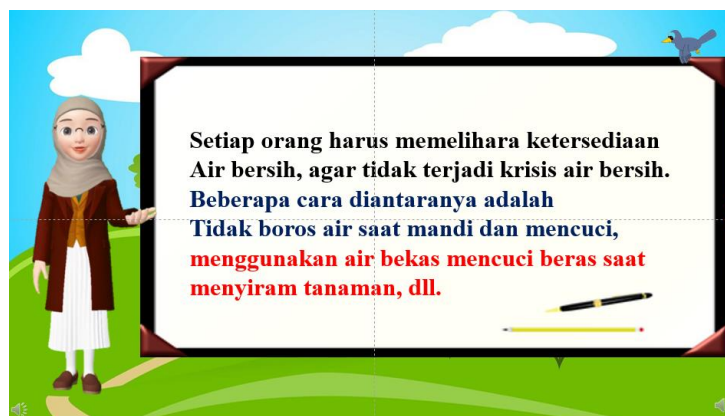 Setiap orang harus memelihara ketersediaan
Air bersih, agar tidak terjadi krisis air bersih.
Beberapa cara diantaranya adalah
Tidak boros air saat mandi dan mencuci,
menggunakan air bekas mencuci beras saat
menyiram tanaman, dll.